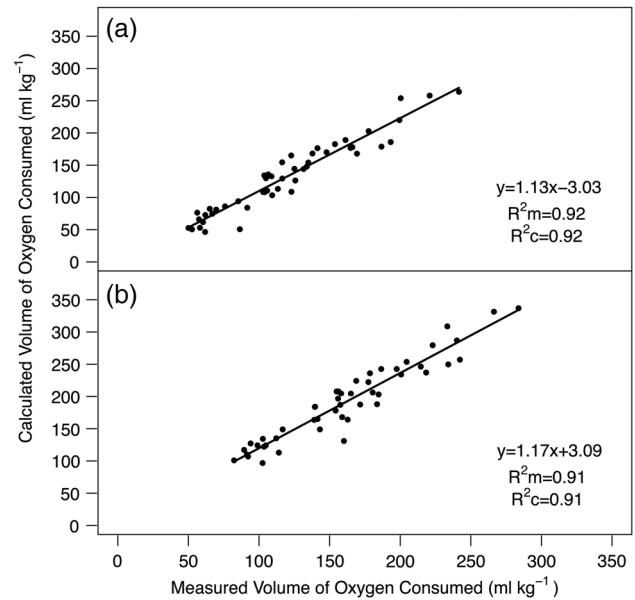 (a)
350
300
250
200
150
100
50
0
y=1.13x−3.03
R²m=0.92
R²c=0.92
(b)
350
300
250
200
150
100
50
0
y=1.17x+3.09
R²m=0.91
R²c=0.91
0 50 100 150 200 250 300 350
Calculated Volume of Oxygen Consumed (ml kg⁻¹)
Measured Volume of Oxygen Consumed (ml kg⁻¹)